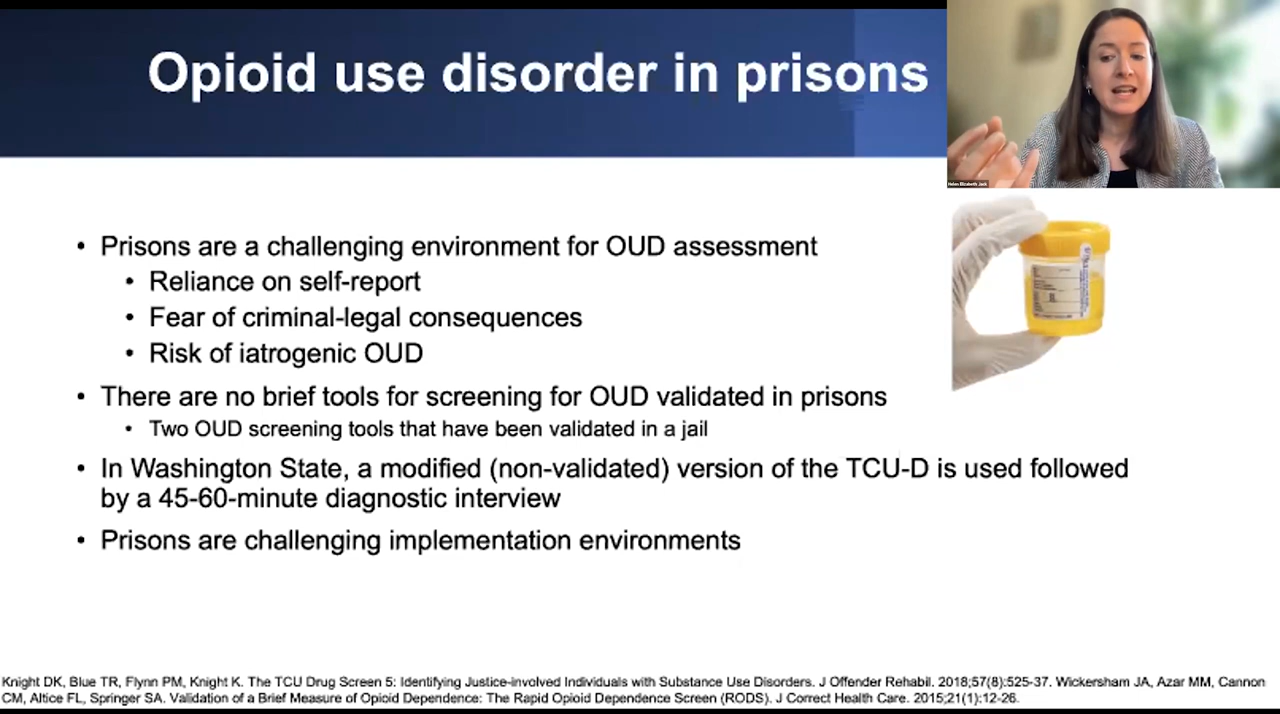 Opioid use disorder in prisons
Helen Elizabeth Jack
• Prisons are a challenging environment for OUD assessment
• Reliance on self-report
• Fear of criminal-legal consequences
• Risk of iatrogenic OUD
• There are no brief tools for screening for OUD validated in prisons
• Two OUD screening tools that have been validated in a jail
• In Washington State, a modified (non-validated) version of the TCU-D is used followed
by a 45-60-minute diagnostic interview
• Prisons are challenging implementation environments
Knight DK, Blue TR, Flynn PM, Knight K. The TCU Drug Screen 5: Identifying Justice-involved Individuals with Substance Use Disorders. J Offender Rehabil. 2018;57(8):525-37. Wickersham JA, Azar MM, Cannon
CM, Altice FL, Springer SA. Validation of a Brief Measure of Opioid Dependence: The Rapid Opioid Dependence Screen (RODS). J Correct Health Care. 2015;21(1):12-26.